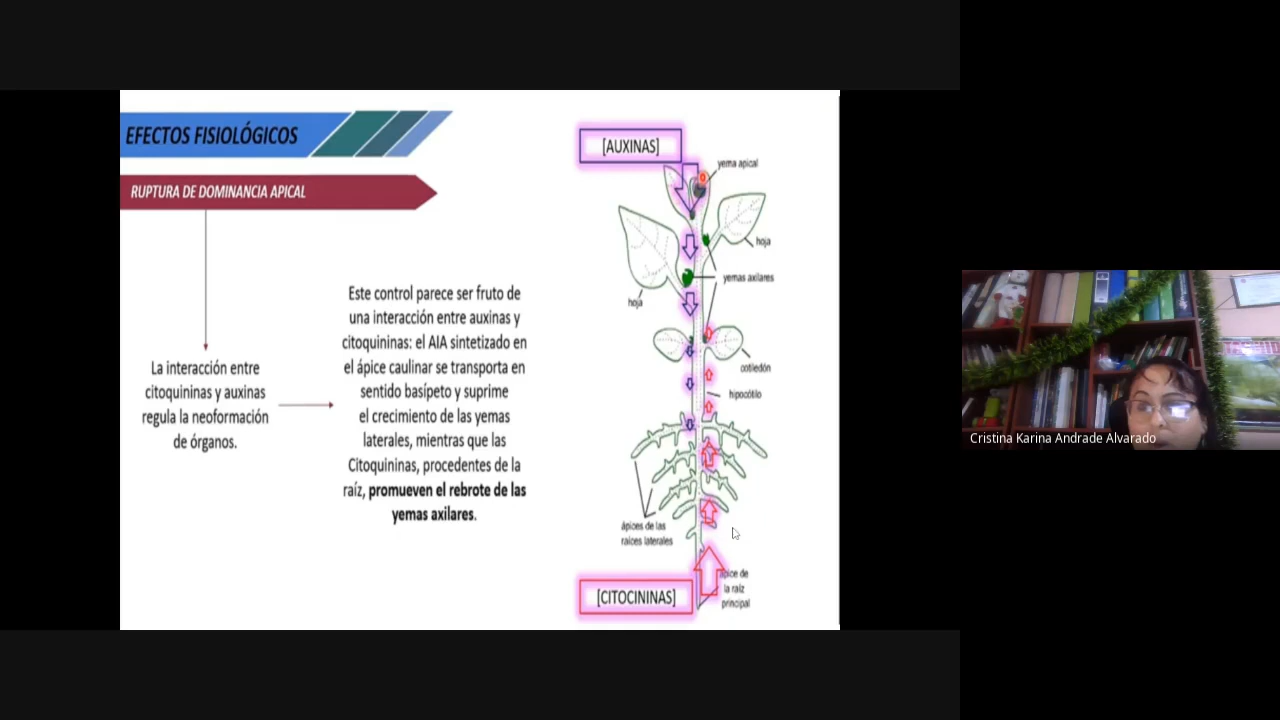 EFECTOS FISIOLÓGICOS
RUPTURA DE DOMINANCIA APICAL
La interacción entre
citoquininas y auxinas
regula la neoformación
de órganos.
Este control parece ser fruto de
una interacción entre auxinas y
citoquininas: el AIA sintetizado en
el ápice caulinar se transporta en
sentido basípeto y suprime
el crecimiento de las yemas
laterales, mientras que las
Citoquininas, procedentes de la
raíz, promueven el rebrote de las
yemas axilares.
[AUXINAS]
yema apical
hoja
yemas axilares
hoja
cotiledón
hipocótilo
ápices de las
raíces laterales
[CITOCININAS]
ápice de
la raíz
principal
Cristina Karina Andrade Alvarado